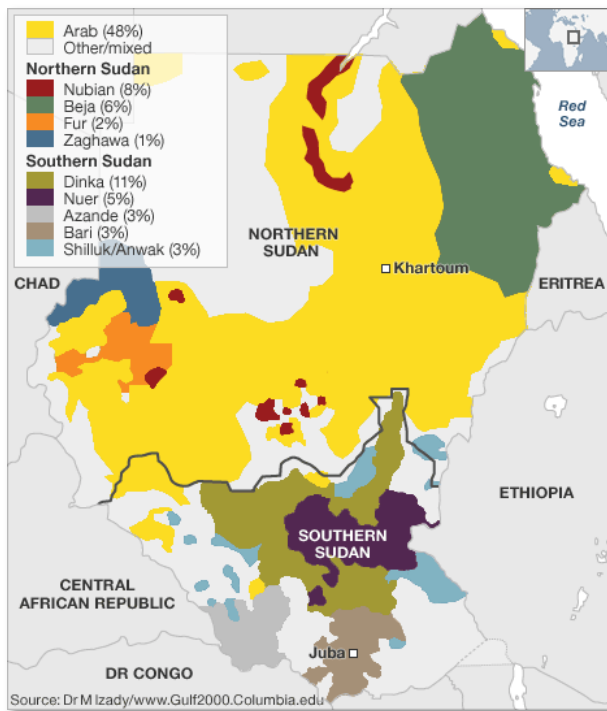 Arab (48%)
Other/mixed
Northern Sudan
Nubian (8%)
Beja (6%)
Fur (2%)
Zaghawa (1%)
Southern Sudan
Dinka (11%)
Nuer (5%)
Azande (3%)
Bari (3%)
Shilluk/Anwak (3%)
Red
Sea
NORTHERN
SUDAN
Khartoum
CHAD
ERITREA
ETHIOPIA
SOUTHERN
SUDAN
CENTRAL
AFRICAN REPUBLIC
Juba
DR CONGO
Source: Dr M Izady/www.Gulf2000.Columbia.edu